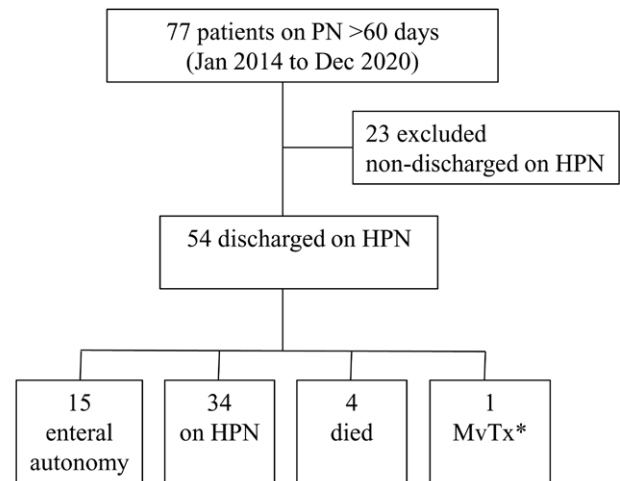 77 patients on PN >60 days
(Jan 2014 to Dec 2020)
23 excluded
non-discharged on HPN
54 discharged on HPN
15
enteral
autonomy
34
on HPN
4
died
1
MvTx*